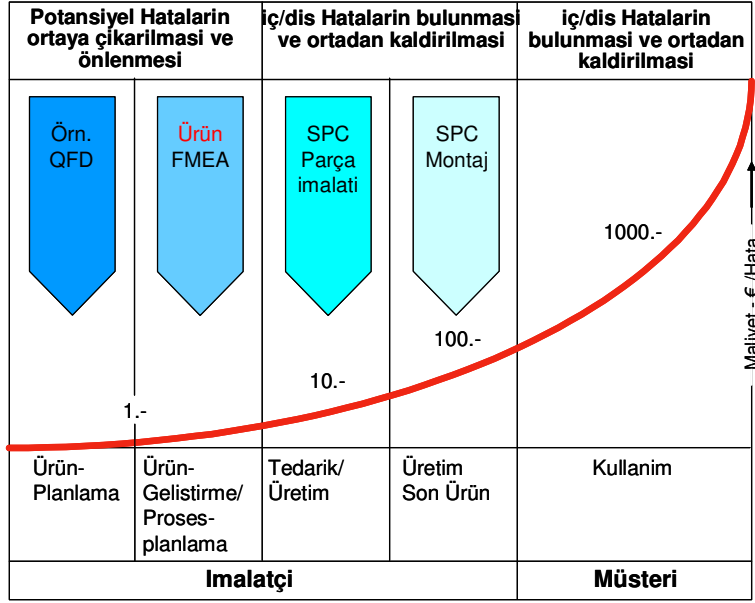 Potansiyel Hatalarin
ortaya çikarilmasi ve
önlenmesi
iç/dis Hatalarin bulunmasi
ve ortadan kaldirilmasi
iç/dis Hatalarin
bulunmasi ve ortadan
kaldirilmasi
Örn.
QFD
Ürün
FMEA
SPC
Parça
imalati
SPC
Montaj
1000.-
100.-
10.-
1.-
Maliyet - € /Hata
Ürün-
Planlama
Ürün-
Gelistirme/
Proses-
planlama
Tedarik/
Üretim
Üretim
Son Ürün
Kullanim
Imalatçi
Müsteri